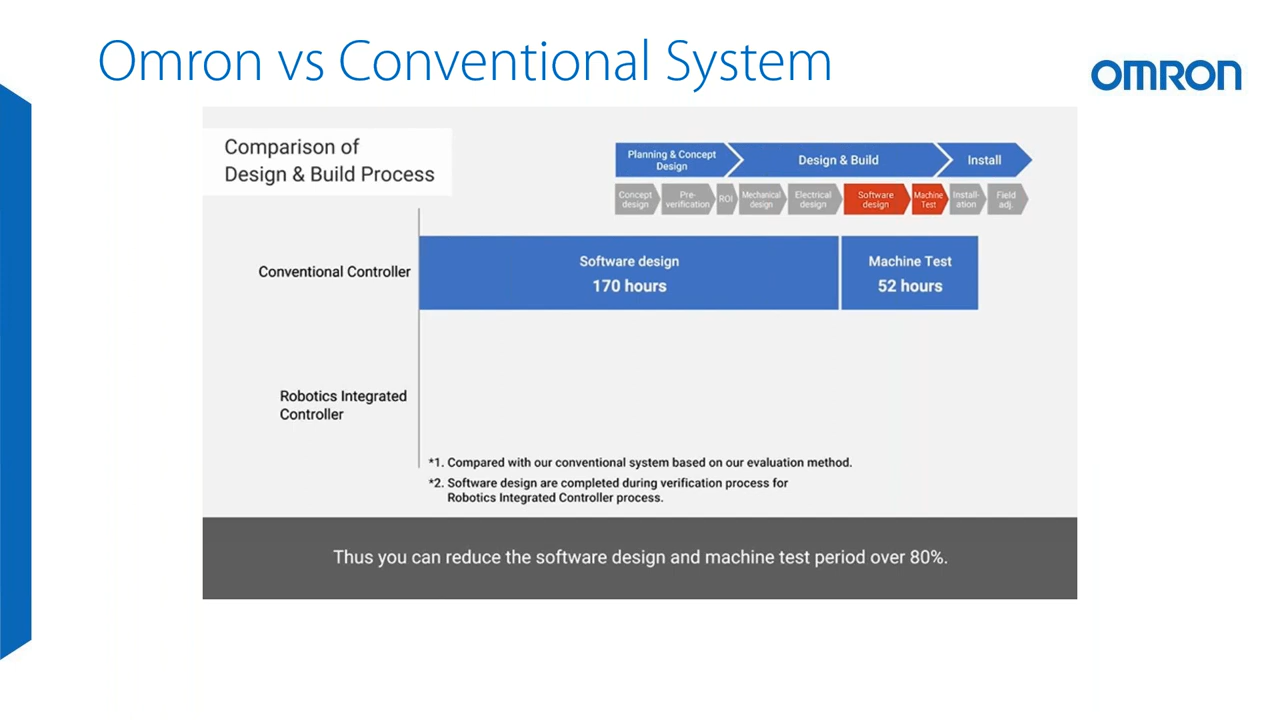 Omron vs Conventional System
OMRON
Comparison of
Design & Build Process
Planning & Concept
Design
Design & Build
Install
Concept
design
Pre-
verification
ROI
Mechanical
design
Electrical
design
Software
design
Machine
Test
Install-
ation
Field
adj.
Conventional Controller
Software design
170 hours
Machine Test
52 hours
Robotics Integrated
Controller
*1. Compared with our conventional system based on our evaluation method.
*2. Software design are completed during verification process for
Robotics Integrated Controller process.
Thus you can reduce the software design and machine test period over 80%.